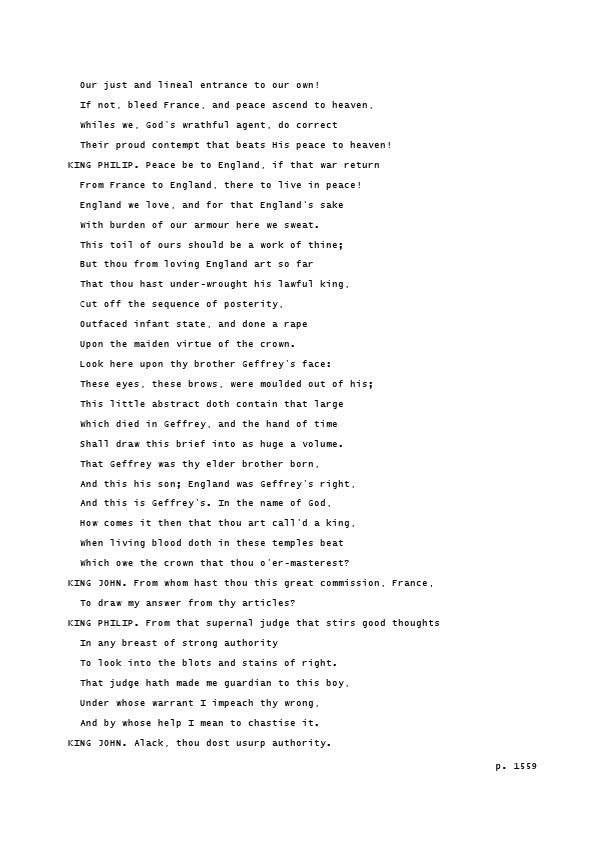 Our just and lineal entrance to our own!
If not, bleed France, and peace ascend to heaven,
Whiles we, God's wrathful agent, do correct
Their proud contempt that beats His peace to heaven!
KING PHILIP. Peace be to England, if that war return
From France to England, there to live in peace!
England we love, and for that England's sake
With burden of our armour here we sweat.
This toil of ours should be a work of thine;
But thou from loving England art so far
That thou hast under-wrought his lawful king,
Cut off the sequence of posterity,
Outfaced infant state, and done a rape
Upon the maiden virtue of the crown.
Look here upon thy brother Geffrey's face:
These eyes, these brows, were moulded out of his;
This little abstract doth contain that large
Which died in Geffrey, and the hand of time
Shall draw this brief into as huge a volume.
That Geffrey was thy elder brother born,
And this his son; England was Geffrey's right,
And this is Geffrey's. In the name of God,
How comes it then that thou art call'd a king,
When living blood doth in these temples beat
Which owe the crown that thou o'er-masterest?
KING JOHN. From whom hast thou this great commission, France,
To draw my answer from thy articles?
KING PHILIP. From that supernal judge that stirs good thoughts
In any breast of strong authority
To look into the blots and stains of right.
That judge hath made me guardian to this boy,
Under whose warrant I impeach thy wrong,
And by whose help I mean to chastise it.
KING JOHN. Alack, thou dost usurp authority.
p. 1559